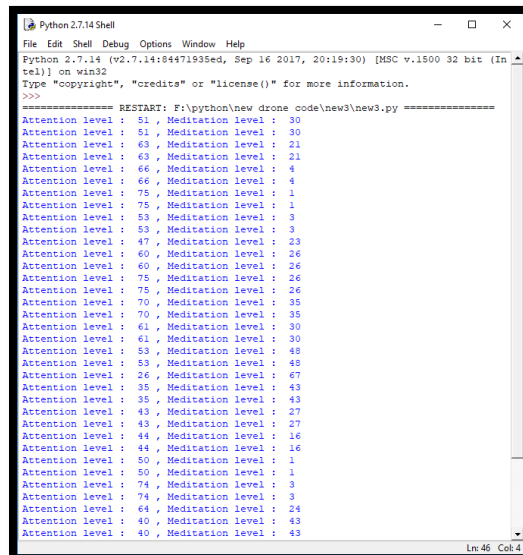 Python 2.7.14 Shell
File Edit Shell Debug Options Window Help
Python 2.7.14 (v2.7.14:84471935ed, Sep 16 2017, 20:19:30) [MSC v.1500 32 bit (In
tel)] on win32
Type "copyright", "credits" or "license()" for more information.
>>>
=============== RESTART: F:\python\new drone code\new3\new3.py ===============
Attention level :  51 , Meditation level :  30
Attention level :  51 , Meditation level :  30
Attention level :  63 , Meditation level :  21
Attention level :  63 , Meditation level :  21
Attention level :  66 , Meditation level :  4
Attention level :  66 , Meditation level :  4
Attention level :  75 , Meditation level :  1
Attention level :  75 , Meditation level :  1
Attention level :  53 , Meditation level :  3
Attention level :  53 , Meditation level :  3
Attention level :  47 , Meditation level :  23
Attention level :  60 , Meditation level :  26
Attention level :  60 , Meditation level :  26
Attention level :  75 , Meditation level :  26
Attention level :  75 , Meditation level :  26
Attention level :  70 , Meditation level :  35
Attention level :  70 , Meditation level :  35
Attention level :  61 , Meditation level :  30
Attention level :  61 , Meditation level :  30
Attention level :  53 , Meditation level :  48
Attention level :  53 , Meditation level :  48
Attention level :  26 , Meditation level :  67
Attention level :  35 , Meditation level :  43
Attention level :  35 , Meditation level :  43
Attention level :  43 , Meditation level :  27
Attention level :  43 , Meditation level :  27
Attention level :  44 , Meditation level :  16
Attention level :  44 , Meditation level :  16
Attention level :  50 , Meditation level :  1
Attention level :  50 , Meditation level :  1
Attention level :  74 , Meditation level :  3
Attention level :  74 , Meditation level :  3
Attention level :  64 , Meditation level :  24
Attention level :  40 , Meditation level :  43
Attention level :  40 , Meditation level :  43
Ln: 46 Col: 4